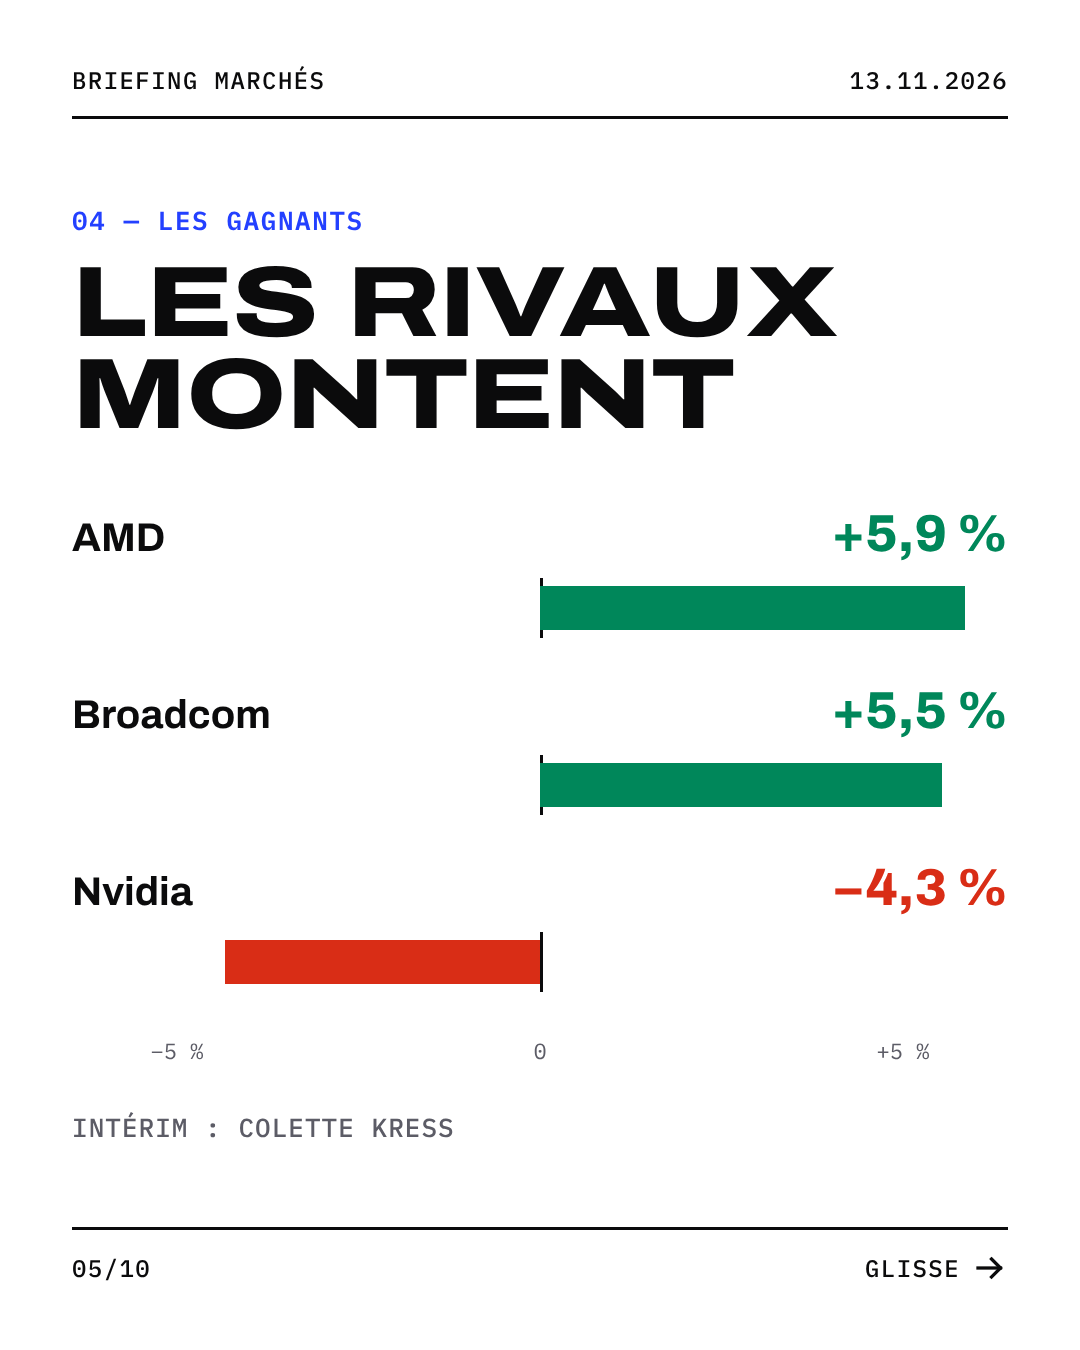 BRIEFING MARCHÉS
13.11.2026
04 — LES GAGNANTS
LES RIVAUX
MONTENT
AMD
+5,9 %
Broadcom
+5,5 %
Nvidia
−4,3 %
−5 %
0
+5 %
INTÉRIM : COLETTE KRESS
05/10
GLISSE →